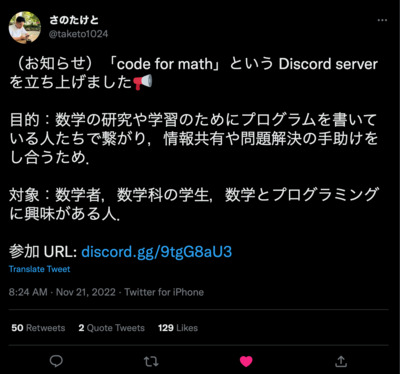 さのたけと
@taketo1024
（お知らせ）「code for math」という Discord server
を立ち上げました
目的：数学の研究や学習のためにプログラムを書いて
いる人たちで繋がり，情報共有や問題解決の手助けを
し合うため．
対象：数学者，数学科の学生，数学とプログラミング
に興味がある人．
参加 URL: discord.gg/9tgG8aU3
Translate Tweet
8:24 AM · Nov 21, 2022 · Twitter for iPhone
50 Retweets 2 Quote Tweets 129 Likes